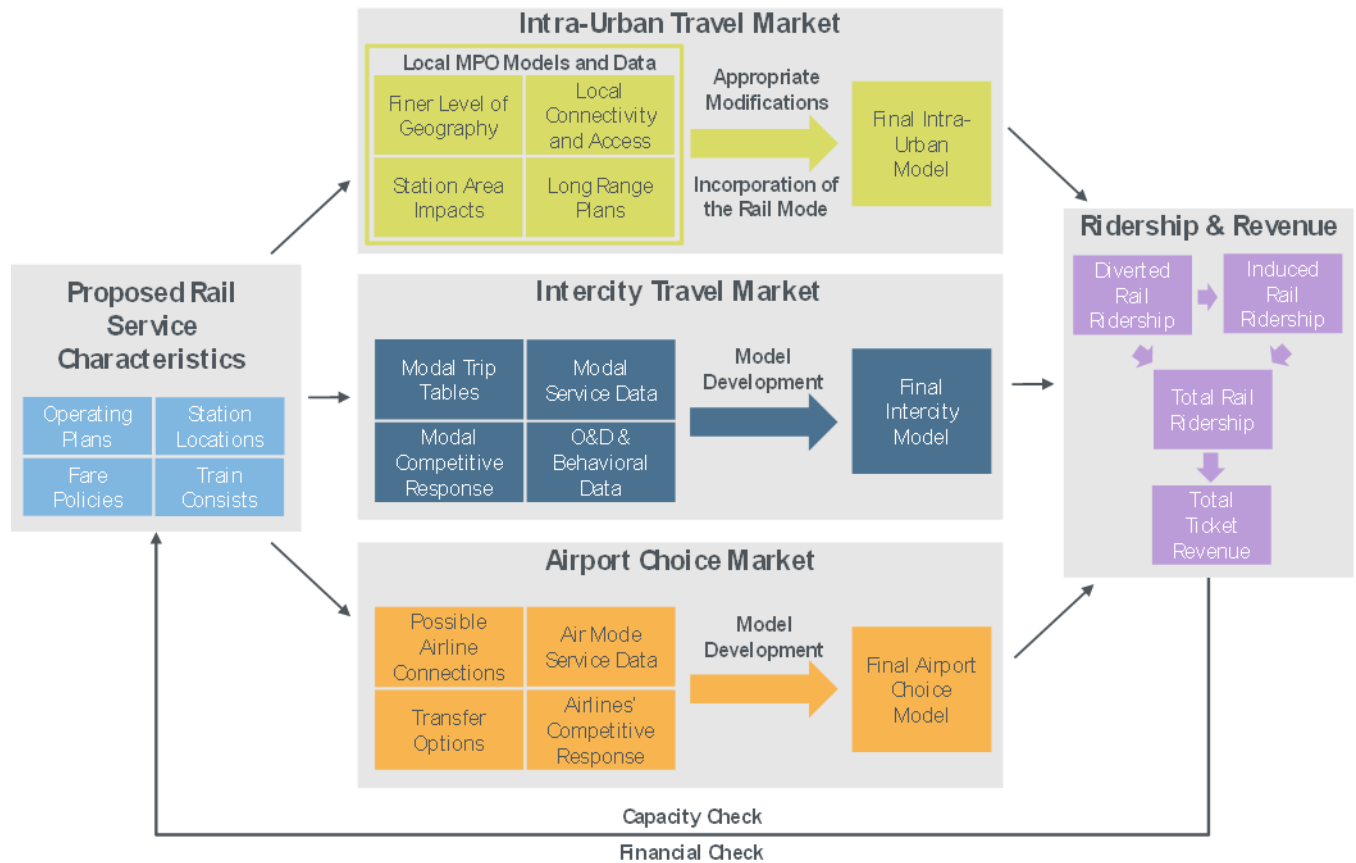 Intra-Urban Travel Market
Local MPO Models and Data
Finer Level of
Geography
Local
Connectivity
and Access
Station Area
Impacts
Long Range
Plans
Appropriate
Modifications
Incorporation of
the Rail Mode
Final Intra-
Urban
Model
Proposed Rail
Service
Characteristics
Operating
Plans
Station
Locations
Fare
Policies
Train
Consists
Intercity Travel Market
Modal Trip
Tables
Modal
Service Data
Modal
Competitive
Response
O&D &
Behavioral
Data
Model
Development
Final
Intercity
Model
Airport Choice Market
Possible
Airline
Connections
Air Mode
Service Data
Transfer
Options
Airlines'
Competitive
Response
Model
Development
Final Airport
Choice
Model
Ridership & Revenue
Diverted
Rail
Ridership
Induced
Rail
Ridership
Total Rail
Ridership
Total
Ticket
Revenue
Capacity Check
Financial Check